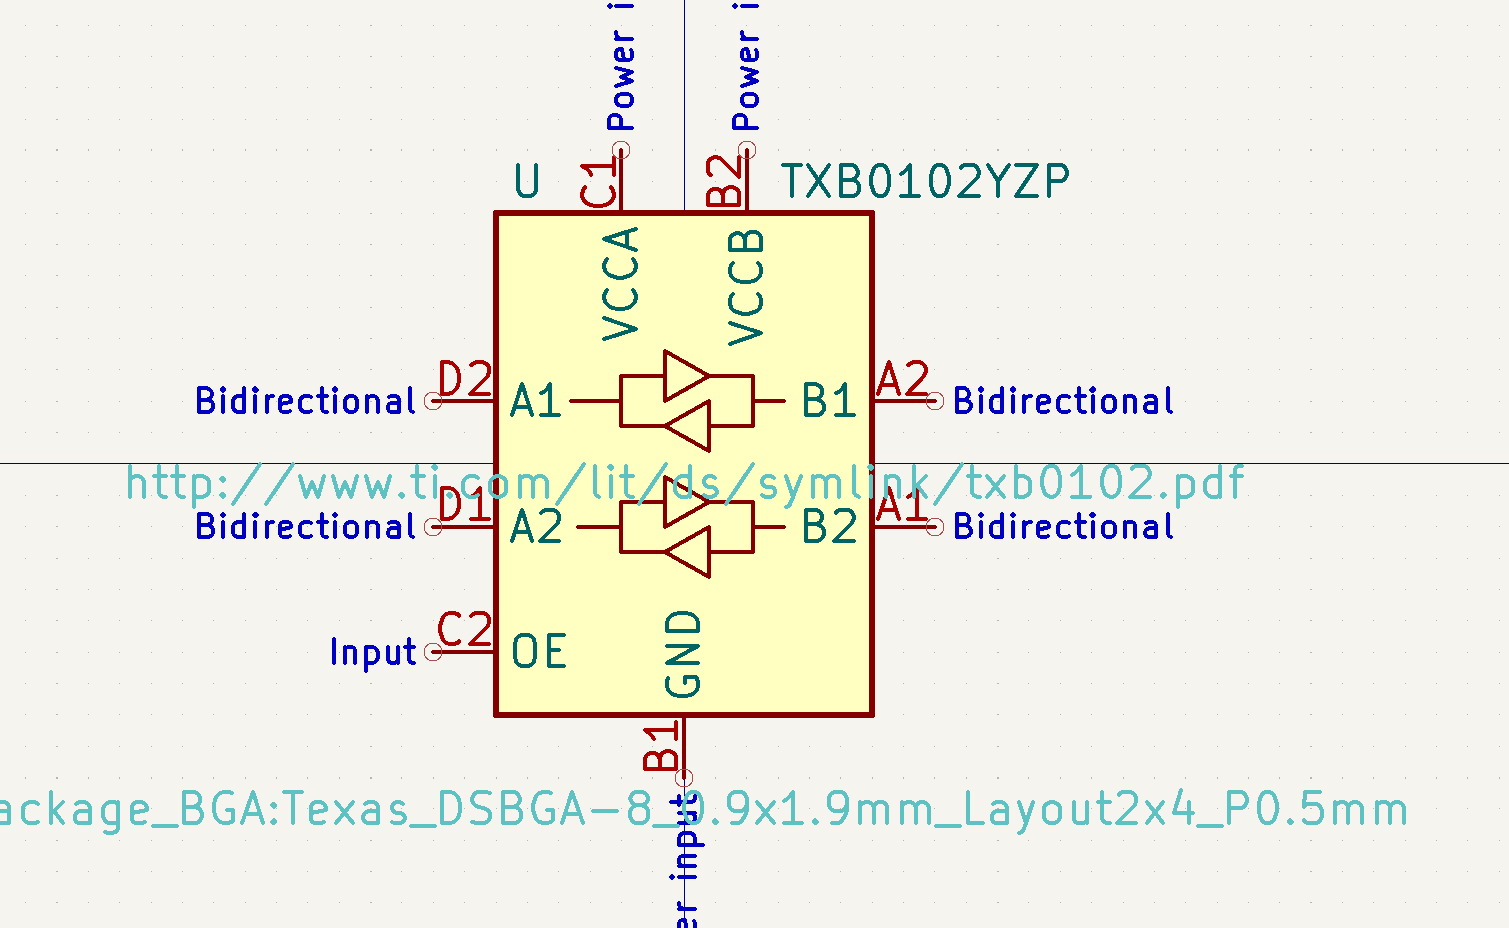 Power i
Power i
U
C1
B2
TXB0102YZP
VCCA
VCCB
Bidirectional
D2
A1
B1
A2
Bidirectional
http://www.ti.com/lit/ds/symlink/txb0102.pdf
Bidirectional
D1
A2
B2
A1
Bidirectional
Input
C2
OE
GND
B1
ackage_BGA:Texas_DSBGA-8_0.9x1.9mm_Layout2x4_P0.5mm
er input